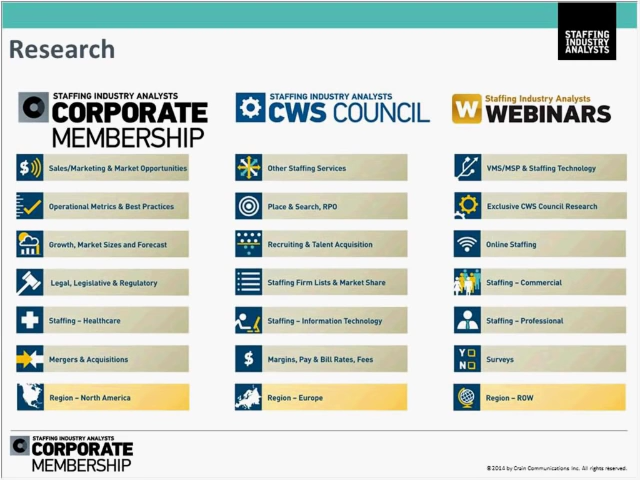 Research
STAFFING
INDUSTRY
ANALYSTS
STAFFING INDUSTRY ANALYSTS
CORPORATE
MEMBERSHIP
STAFFING INDUSTRY ANALYSTS
CWS COUNCIL
W
Staffing Industry Analysts
WEBINARS
$
Sales/Marketing & Market Opportunities
Operational Metrics & Best Practices
Growth, Market Sizes and Forecast
Legal, Legislative & Regulatory
Staffing – Healthcare
Mergers & Acquisitions
Region – North America
Other Staffing Services
Place & Search, RPO
Recruiting & Talent Acquisition
Staffing Firm Lists & Market Share
Staffing – Information Technology
$
Margins, Pay & Bill Rates, Fees
Region – Europe
VMS/MSP & Staffing Technology
Exclusive CWS Council Research
Online Staffing
Staffing – Commercial
Staffing – Professional
Y
N
Surveys
Region – ROW
C
STAFFING INDUSTRY ANALYSTS
CORPORATE
MEMBERSHIP
©2014 by Crain Communications Inc. All rights reserved.